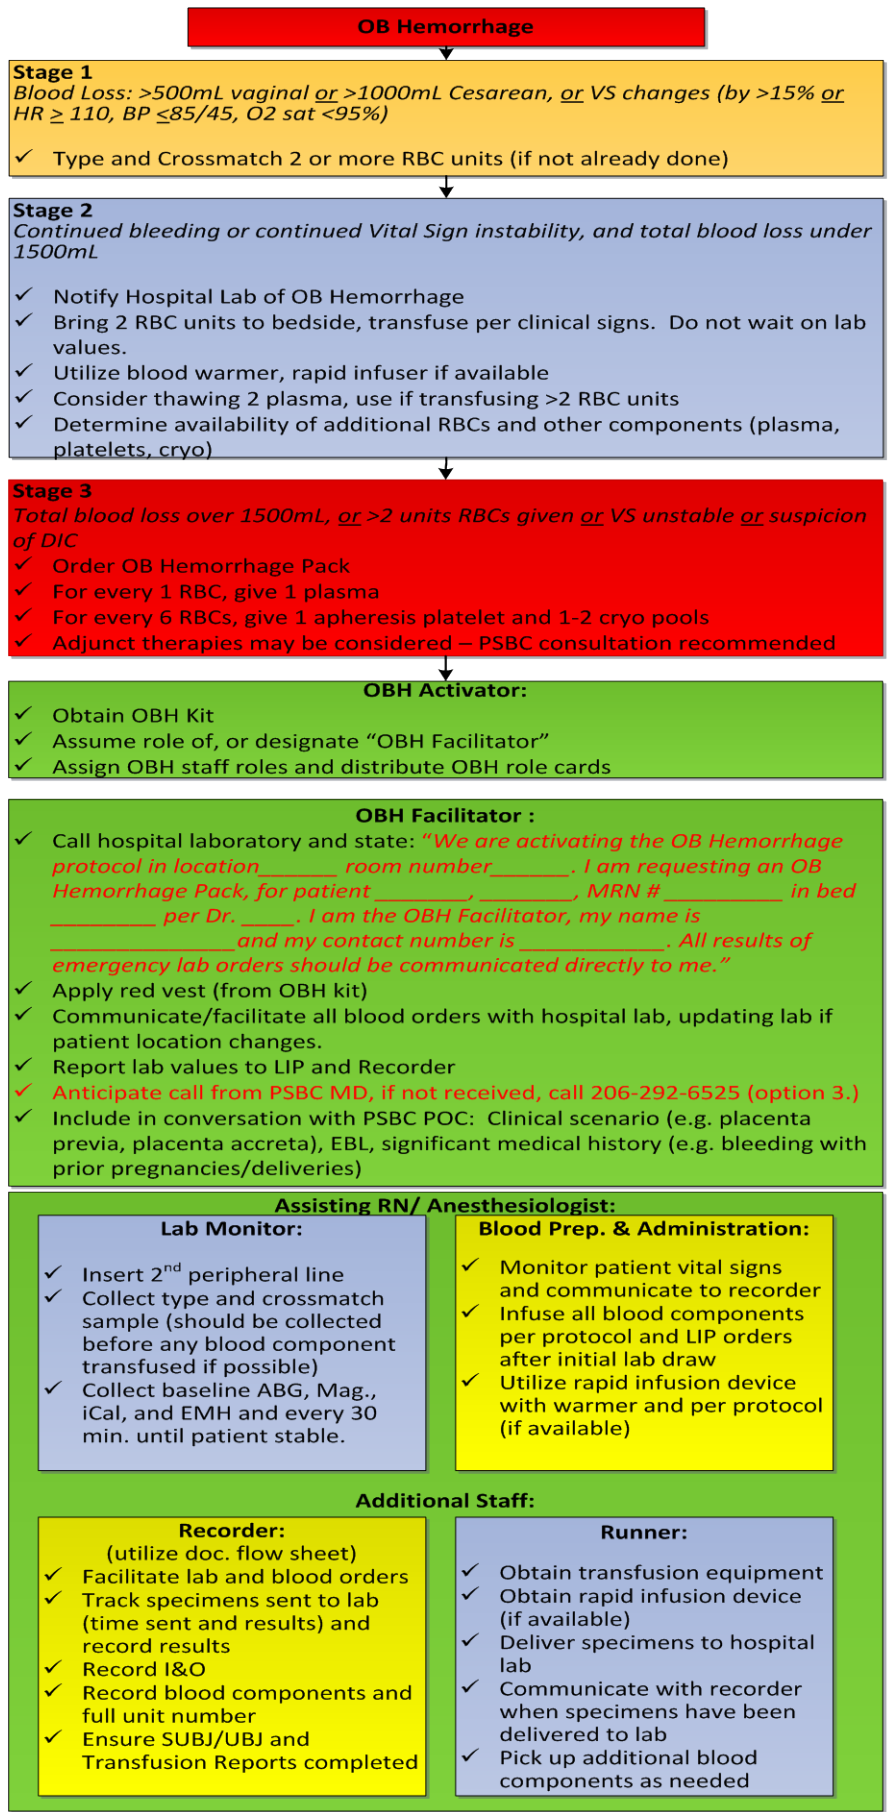 OB Hemorrhage
Stage 1
Blood Loss: >500mL vaginal or >1000mL Cesarean, or VS changes (by >15% or
HR ≥ 110, BP ≤85/45, O2 sat <95%)
✓ Type and Crossmatch 2 or more RBC units (if not already done)
Stage 2
Continued bleeding or continued Vital Sign instability, and total blood loss under
1500mL
✓ Notify Hospital Lab of OB Hemorrhage
✓ Bring 2 RBC units to bedside, transfuse per clinical signs.  Do not wait on lab
values.
✓ Utilize blood warmer, rapid infuser if available
✓ Consider thawing 2 plasma, use if transfusing >2 RBC units
✓ Determine availability of additional RBCs and other components (plasma,
platelets, cryo)
Stage 3
Total blood loss over 1500mL, or >2 units RBCs given or VS unstable or suspicion
of DIC
✓ Order OB Hemorrhage Pack
✓ For every 1 RBC, give 1 plasma
✓ For every 6 RBCs, give 1 apheresis platelet and 1-2 cryo pools
✓ Adjunct therapies may be considered – PSBC consultation recommended
OBH Activator:
✓ Obtain OBH Kit
✓ Assume role of, or designate “OBH Facilitator”
✓ Assign OBH staff roles and distribute OBH role cards
OBH Facilitator :
✓ Call hospital laboratory and state: “We are activating the OB Hemorrhage
protocol in location______ room number______. I am requesting an OB
Hemorrhage Pack, for patient _______, _______, MRN # _________ in bed
________ per Dr. ____. I am the OBH Facilitator, my name is
______________and my contact number is ___________. All results of
emergency lab orders should be communicated directly to me.”
✓ Apply red vest (from OBH kit)
✓ Communicate/facilitate all blood orders with hospital lab, updating lab if
patient location changes.
✓ Report lab values to LIP and Recorder
✓ Anticipate call from PSBC MD, if not received, call 206-292-6525 (option 3.)
✓ Include in conversation with PSBC POC:  Clinical scenario (e.g. placenta
previa, placenta accreta), EBL, significant medical history (e.g. bleeding with
prior pregnancies/deliveries)
Assisting RN/ Anesthesiologist:
Lab Monitor:
✓ Insert 2nd peripheral line
✓ Collect type and crossmatch
sample (should be collected
before any blood component
transfused if possible)
✓ Collect baseline ABG, Mag.,
iCal, and EMH and every 30
min. until patient stable.
Blood Prep. & Administration:
✓ Monitor patient vital signs
and communicate to recorder
✓ Infuse all blood components
per protocol and LIP orders
after initial lab draw
✓ Utilize rapid infusion device
with warmer and per protocol
(if available)
Additional Staff:
Recorder:
(utilize doc. flow sheet)
✓ Facilitate lab and blood orders
✓ Track specimens sent to lab
(time sent and results) and
record results
✓ Record I&O
✓ Record blood components and
full unit number
✓ Ensure SUBJ/UBJ and
Transfusion Reports completed
Runner:
✓ Obtain transfusion equipment
✓ Obtain rapid infusion device
(if available)
✓ Deliver specimens to hospital
lab
✓ Communicate with recorder
when specimens have been
delivered to lab
✓ Pick up additional blood
components as needed